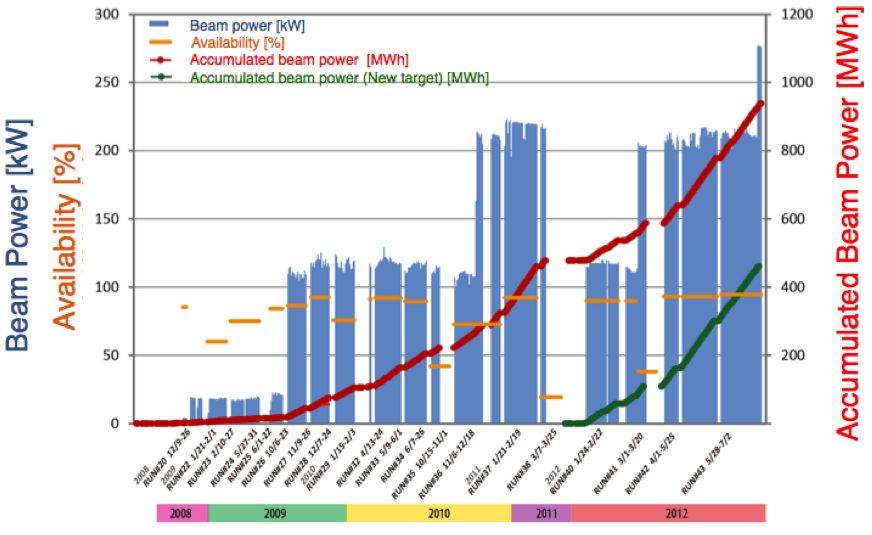 300
250
200
150
100
50
0
1200
1000
800
600
400
200
Beam Power [kW]
Availability [%]
Accumulated Beam Power [MWh]
Beam power [kW]
Availability [%]
Accumulated beam power [MWh]
Accumulated beam power (New target) [MWh]
2008
RUN#20 12/9-26
2009
RUN#22 1/21-2/1
RUN#23 2/10-27
RUN#24 5/27-31
RUN#25 6/1-22
RUN#26 10/6-23
RUN#27 11/9-26
RUN#28 12/7-24
2010
RUN#29 1/15-2/3
RUN#32 4/13-24
RUN#33 5/9-6/1
RUN#34 6/7-26
RUN#35 10/15-11/1
RUN#36 11/6-12/18
2011
RUN#37 1/21-2/19
RUN#38 3/7-3/25
2012
RUN#40 1/24-2/22
RUN#41 3/1-3/20
RUN#42 4/1-5/25
RUN#43 5/28-7/2
2008
2009
2010
2011
2012